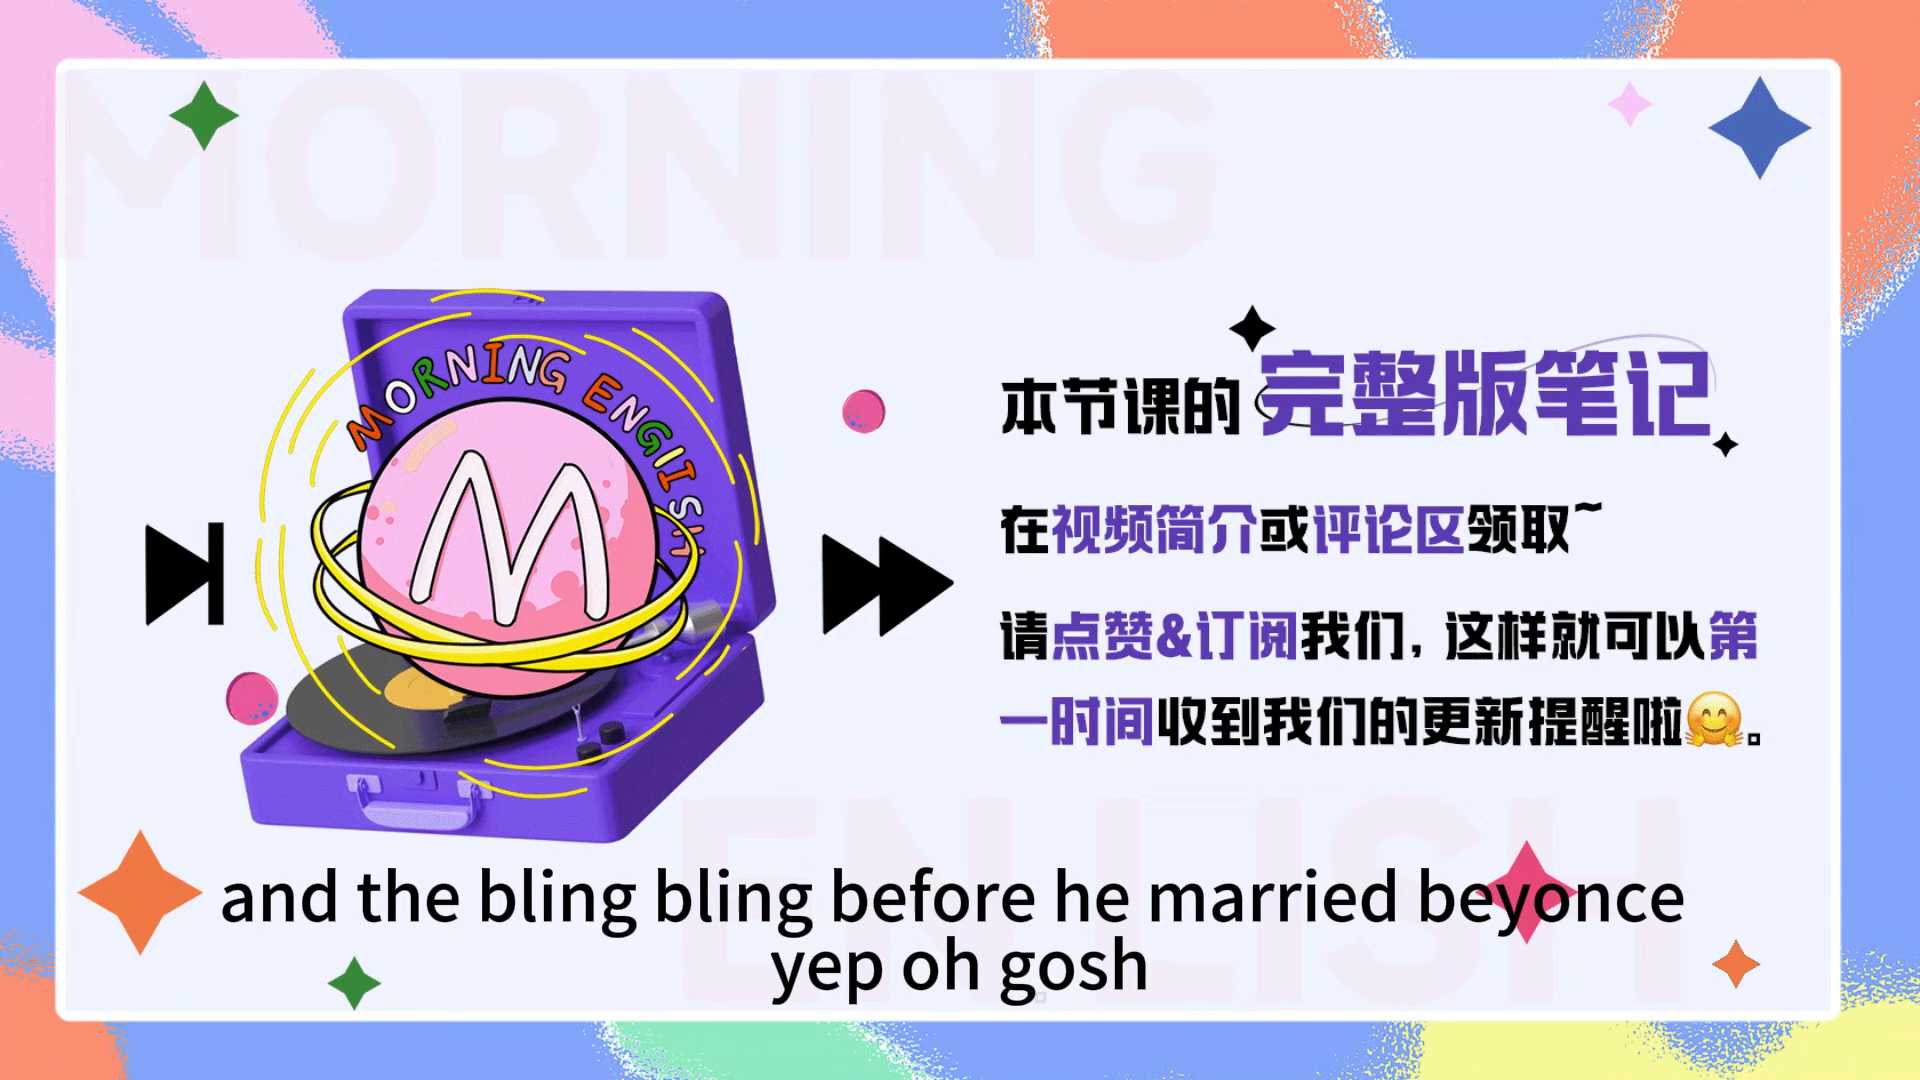 MORNING
MORNING ENGlISH
M
本节课的 完整版笔记
在视频简介或评论区领取~
请点赞&订阅我们，这样就可以第
一时间收到我们的更新提醒啦🤗。
EN LISH
and the bling bling before he married beyonce
yep oh gosh